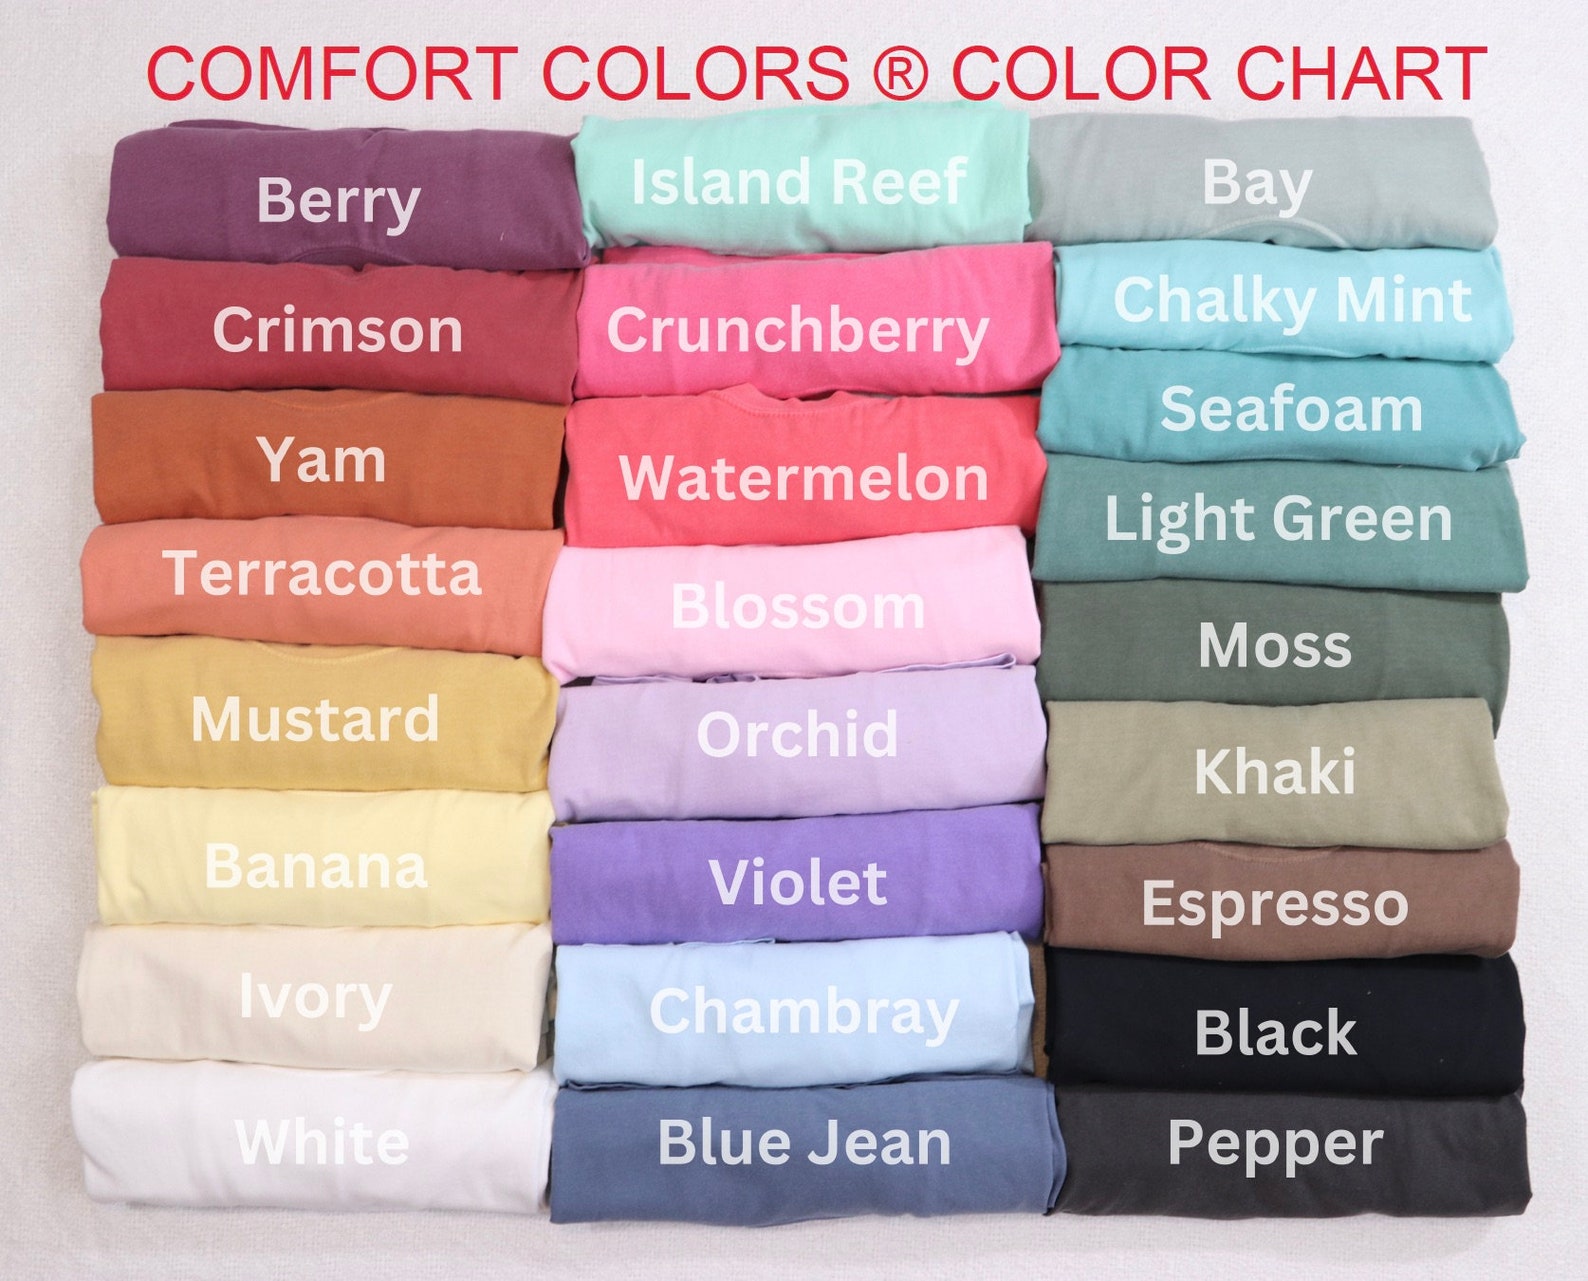 COMFORT COLORS ® COLOR CHART
Berry
Crimson
Yam
Terracotta
Mustard
Banana
Ivory
White
Island Reef
Crunchberry
Watermelon
Blossom
Orchid
Violet
Chambray
Blue Jean
Bay
Chalky Mint
Seafoam
Light Green
Moss
Khaki
Espresso
Black
Pepper